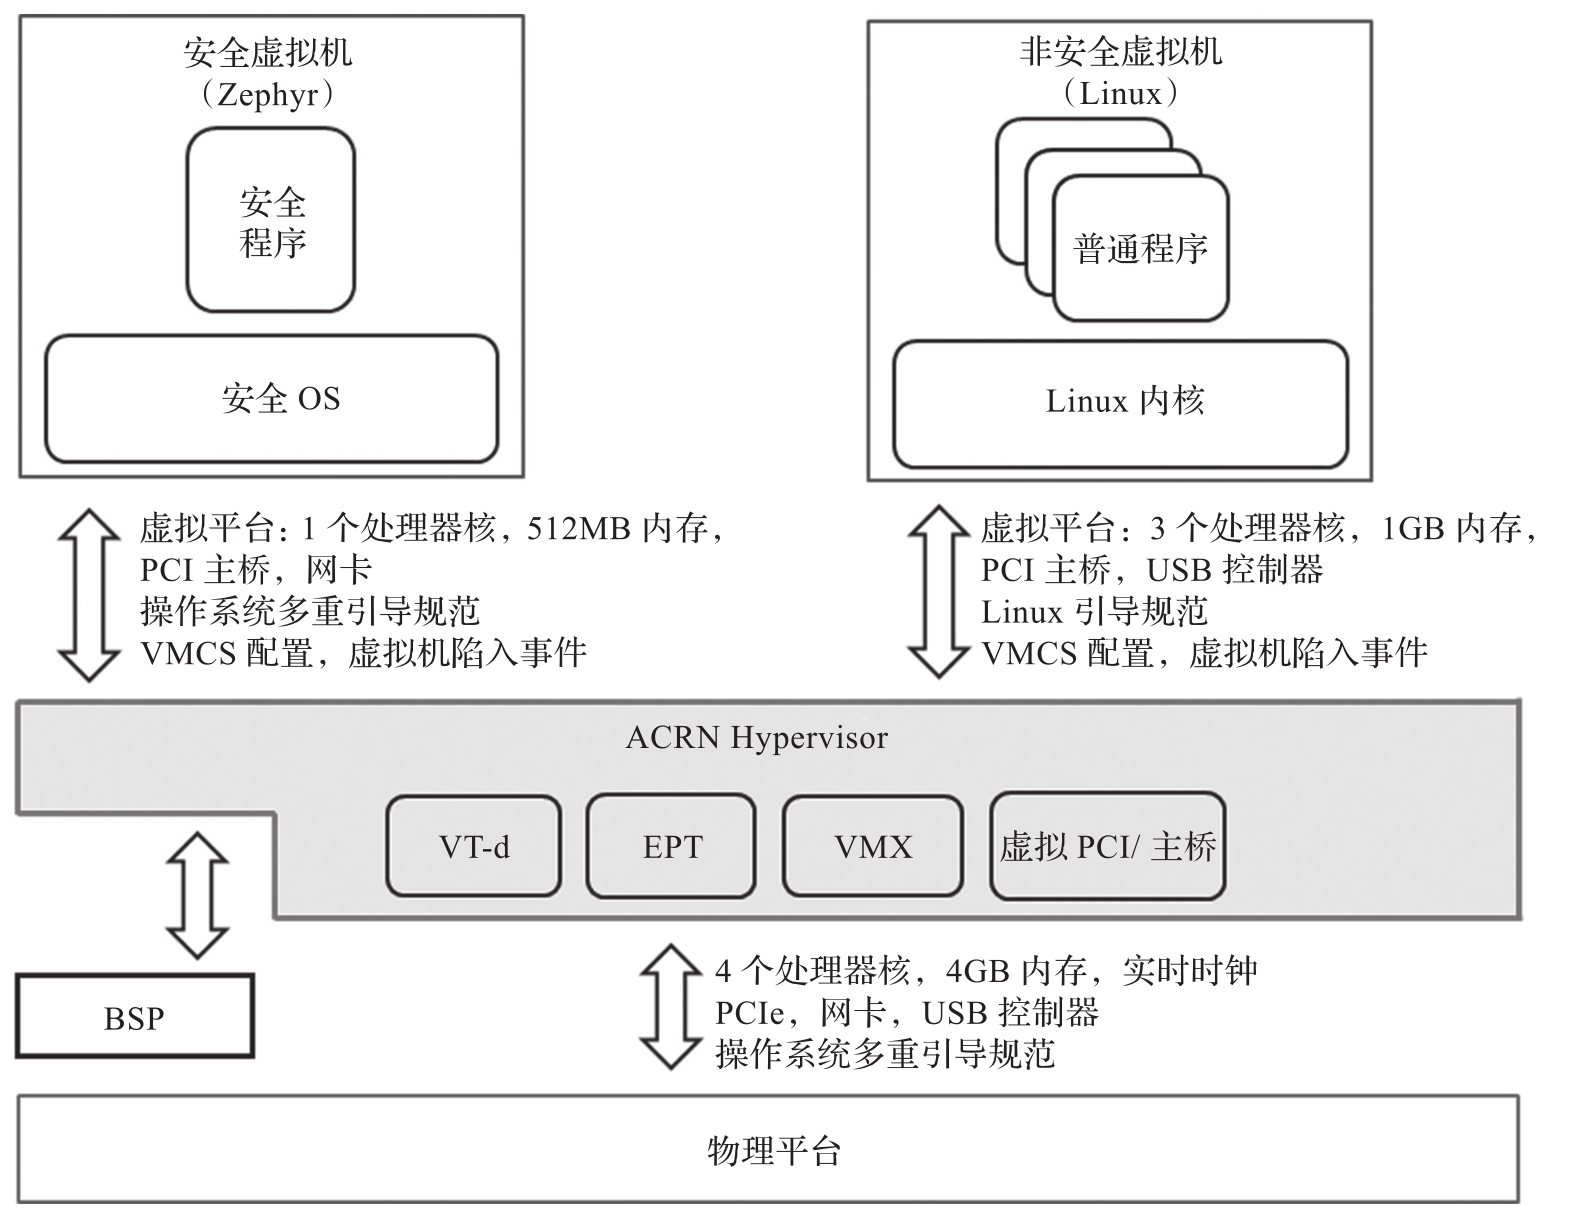 安全虚拟机
（Zephyr）
安全
程序
安全 OS
非安全虚拟机
（Linux）
普通程序
Linux 内核
虚拟平台：1 个处理器核，512MB 内存，
PCI 主桥，网卡
操作系统多重引导规范
VMCS 配置，虚拟机陷入事件
虚拟平台：3 个处理器核，1GB 内存，
PCI 主桥，USB 控制器
Linux 引导规范
VMCS 配置，虚拟机陷入事件
ACRN Hypervisor
VT-d
EPT
VMX
虚拟 PCI/ 主桥
BSP
4 个处理器核，4GB 内存，实时时钟
PCIe，网卡，USB 控制器
操作系统多重引导规范
物理平台